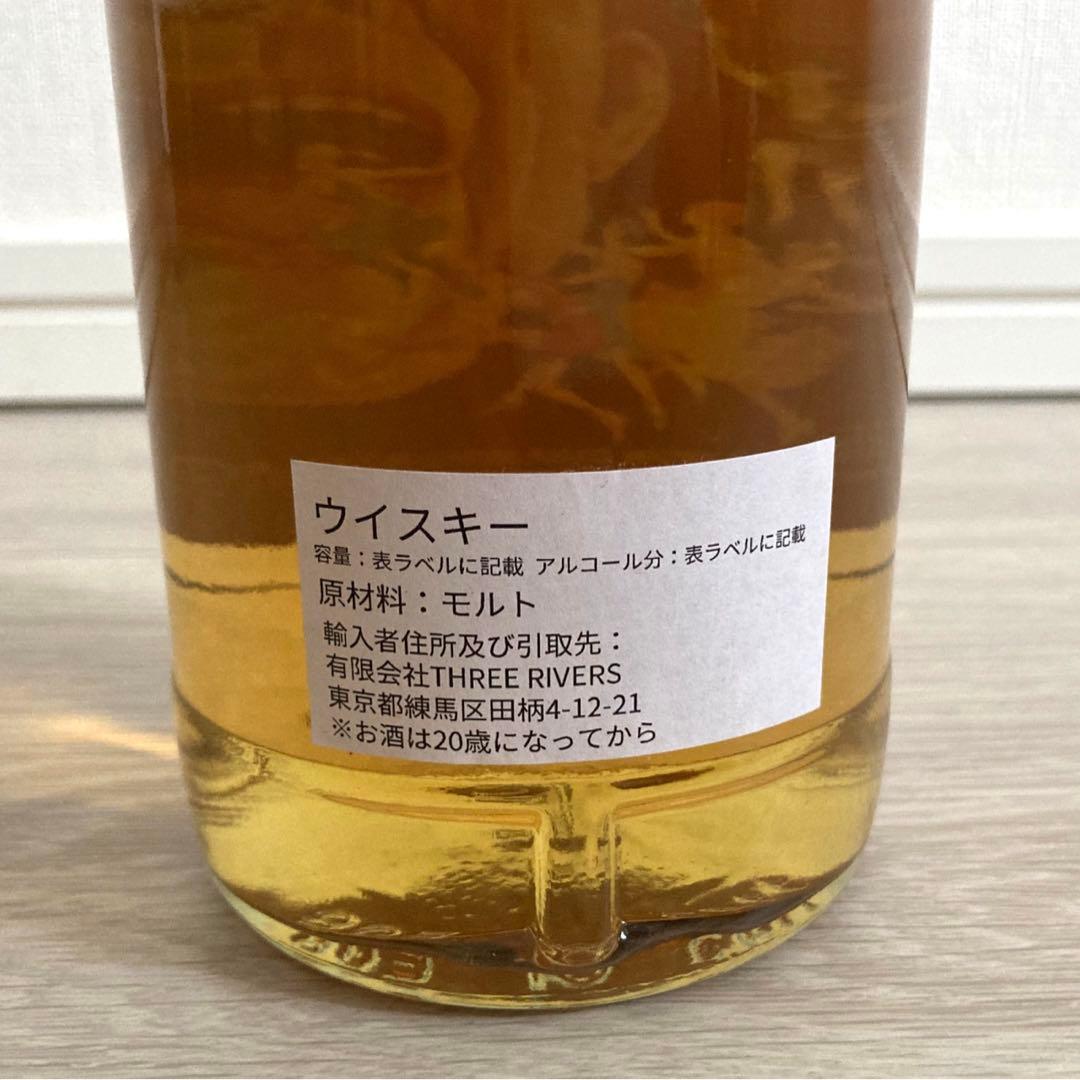 ウイスキー
容量：表ラベルに記載 アルコール分：表ラベルに記載
原材料：モルト
輸入者住所及び引取先：
有限会社THREE RIVERS
東京都練馬区田柄4-12-21
※お酒は20歳になってから